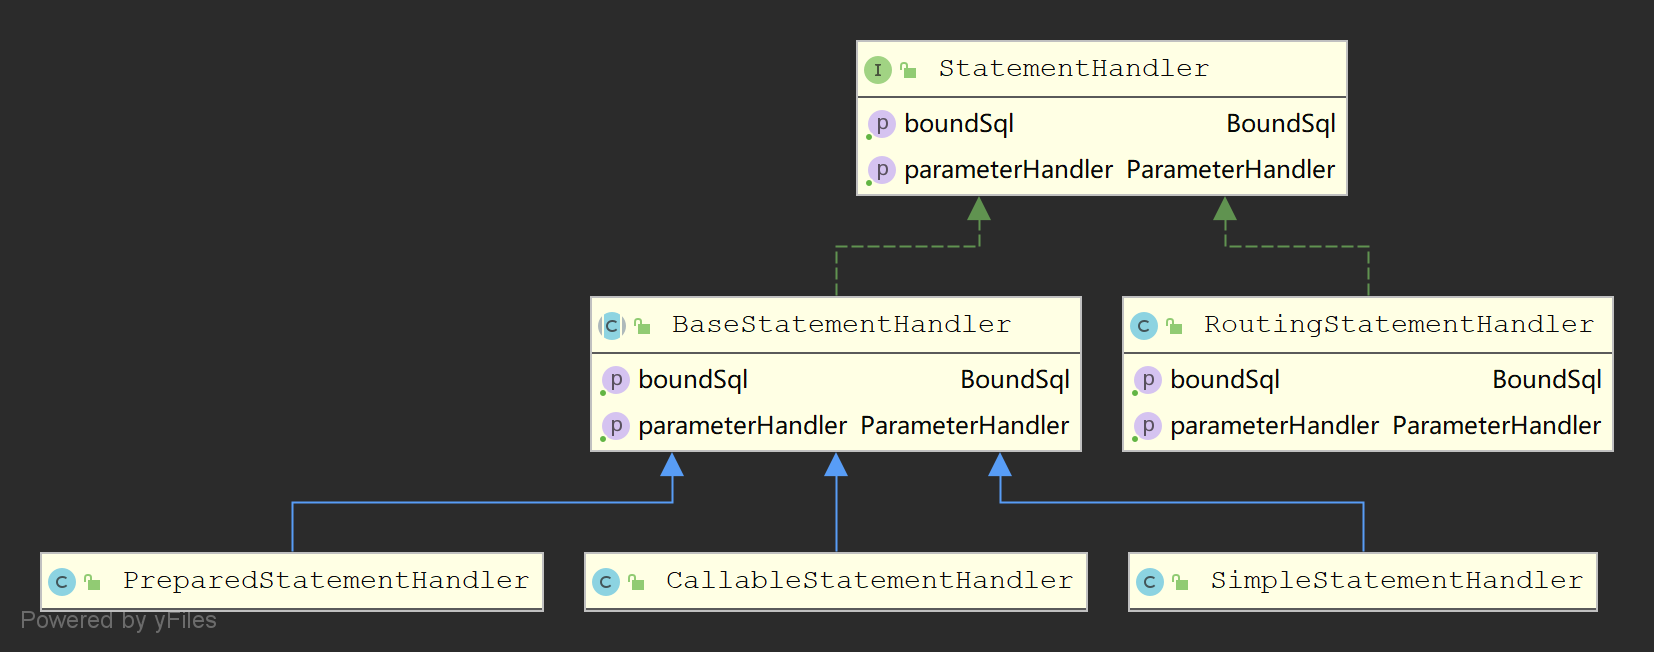 I StatementHandler
p boundSql BoundSql
p parameterHandler ParameterHandler
C BaseStatementHandler
p boundSql BoundSql
p parameterHandler ParameterHandler
C RoutingStatementHandler
p boundSql BoundSql
p parameterHandler ParameterHandler
C PreparedStatementHandler
C CallableStatementHandler
C SimpleStatementHandler
Powered by yFiles